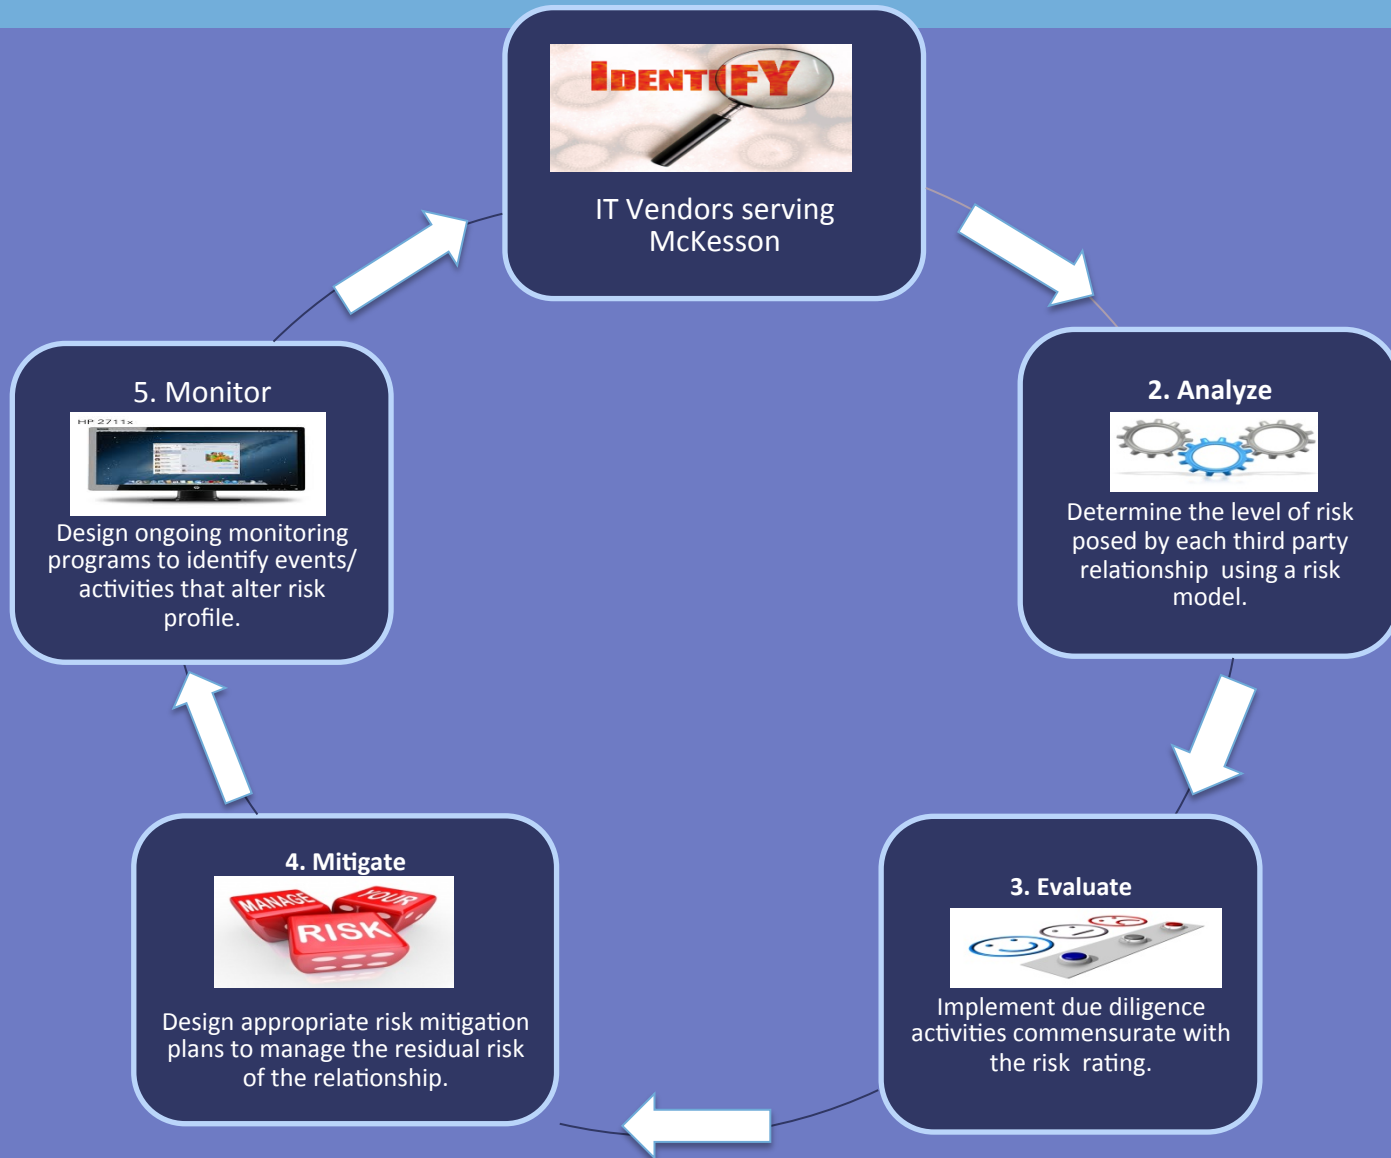 IDENTIFY
IT Vendors serving
McKesson
2. Analyze
Determine the level of risk
posed by each third party
relationship using a risk
model.
3. Evaluate
Implement due diligence
activities commensurate with
the risk rating.
4. Mitigate
MANAGE
YOUR
RISK
Design appropriate risk mitigation
plans to manage the residual risk
of the relationship.
5. Monitor
HP 2711x
Design ongoing monitoring
programs to identify events/
activities that alter risk
profile.